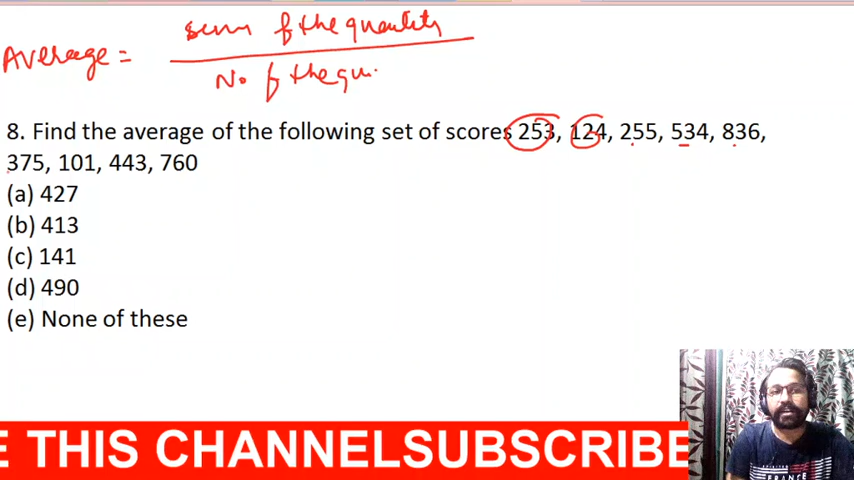 sum of the quantity
Average =
No of the qu.
8. Find the average of the following set of scores 253, 124, 255, 534, 836,
375, 101, 443, 760
(a) 427
(b) 413
(c) 141
(d) 490
(e) None of these
E THIS CHANNELSUBSCRIBE
FRANCE